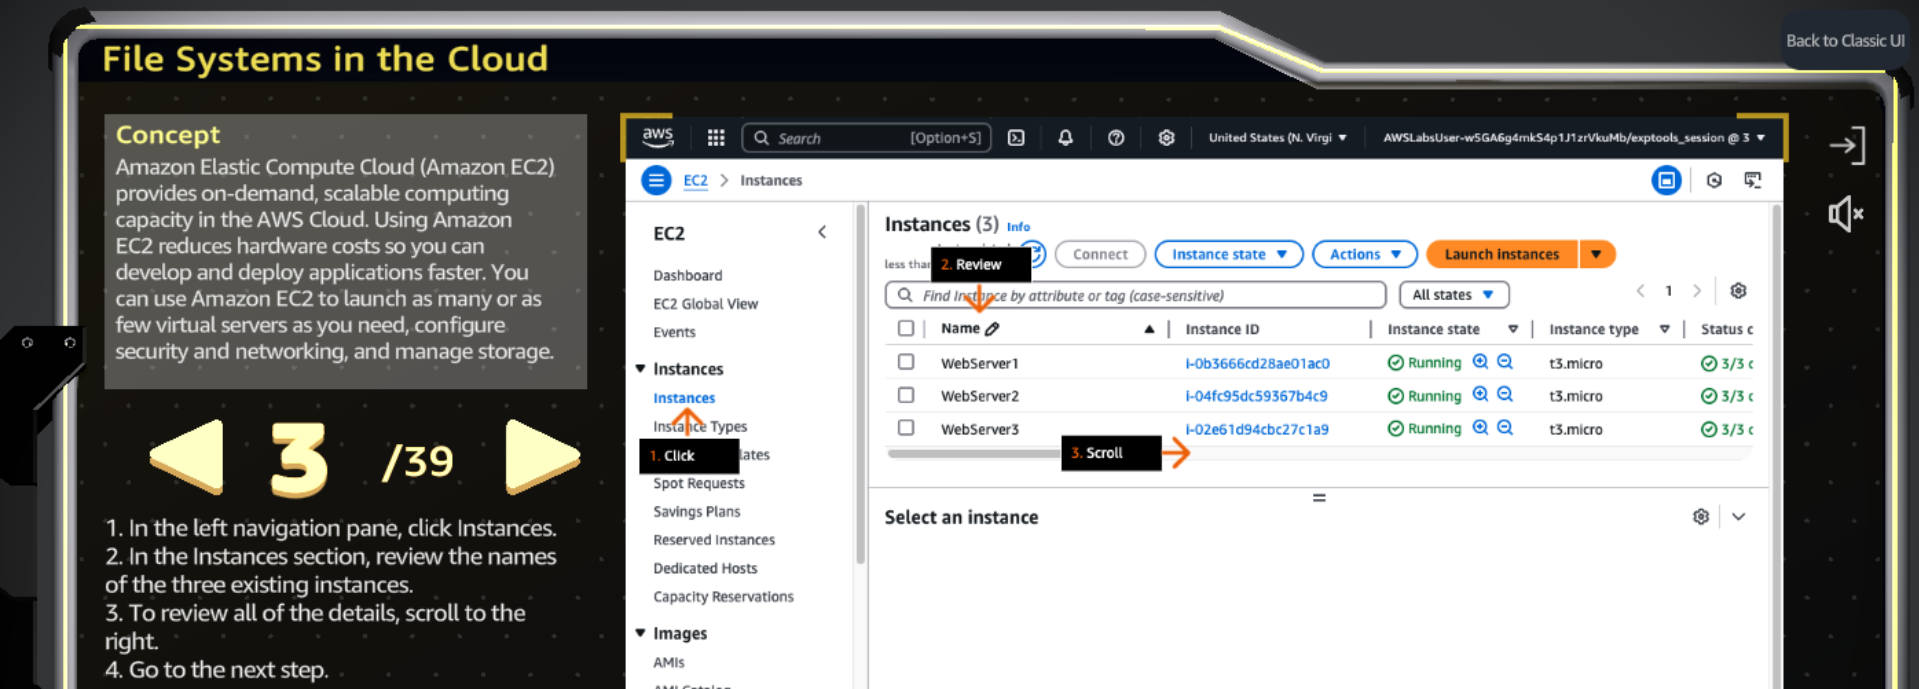 Back to Classic UI
File Systems in the Cloud
Concept
Amazon Elastic Compute Cloud (Amazon EC2)
provides on-demand, scalable computing
capacity in the AWS Cloud. Using Amazon
EC2 reduces hardware costs so you can
develop and deploy applications faster. You
can use Amazon EC2 to launch as many or as
few virtual servers as you need, configure
security and networking, and manage storage.
3 /39
1. In the left navigation pane, click Instances.
2. In the Instances section, review the names
of the three existing instances.
3. To review all of the details, scroll to the
right.
4. Go to the next step.
aws Search [Option+S] United States (N. Virgi AWSLabsUser-w5GA6g4mkS4p1J1zrVkuMb/exptools_session @ 3
EC2 > Instances
EC2
Dashboard
EC2 Global View
Events
Instances
Instances
Instance Types
1. Click
lates
Spot Requests
Savings Plans
Reserved Instances
Dedicated Hosts
Capacity Reservations
Images
AMIs
AMI Catalog
Instances (3) Info
less than
2. Review
Connect Instance state Actions Launch instances
Find Instance by attribute or tag (case-sensitive) All states 1
Name Instance ID Instance state Instance type Status c
WebServer1 i-0b3666cd28ae01ac0 Running t3.micro 3/3 c
WebServer2 i-04fc95dc59367b4c9 Running t3.micro 3/3 c
WebServer3 i-02e61d94cbc27c1a9 Running t3.micro 3/3 c
3. Scroll
Select an instance